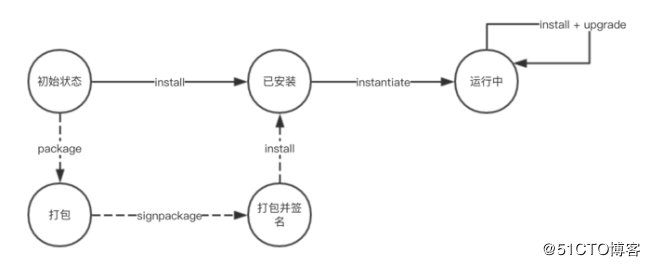 install + upgrade
初始状态
install
已安装
instantiate
运行中
package
install
打包
signpackage
打包并签
名
@51CTO博客